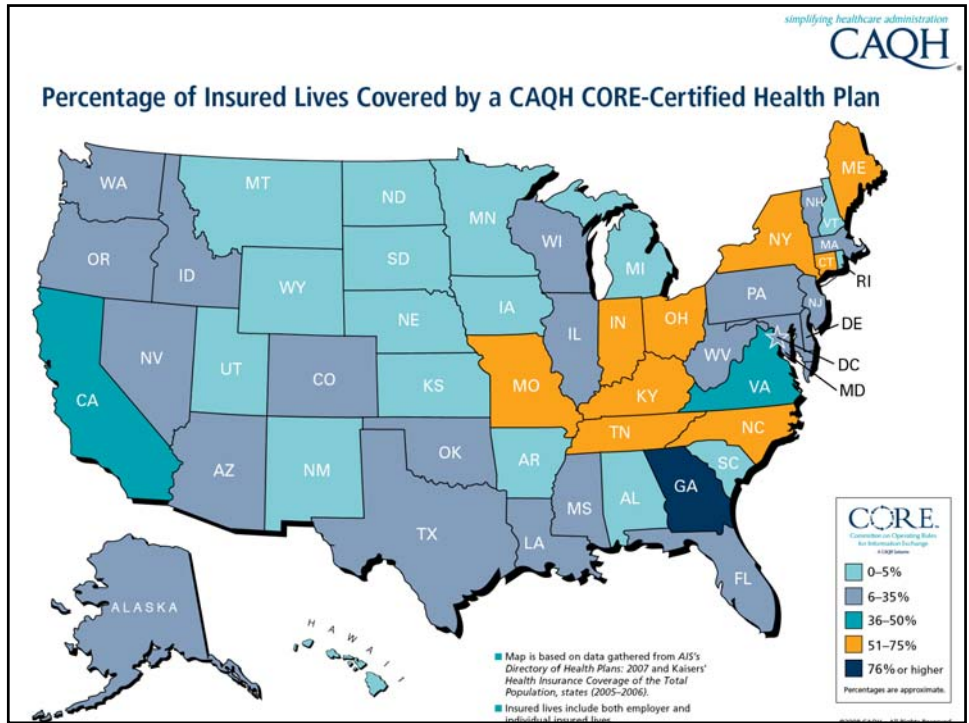 simplifying healthcare administration
CAQH®
Percentage of Insured Lives Covered by a CAQH CORE-Certified Health Plan
WA
MT
ND
MN
ME
NH
VT
OR
ID
SD
WI
NY
MA
MI
CT
RI
WY
IA
PA
NJ
NE
IL
IN
OH
DE
NV
UT
CO
WV
DC
MD
KS
MO
KY
VA
CA
TN
NC
AZ
NM
OK
AR
SC
MS
AL
GA
TX
LA
FL
ALASKA
HAWAII
CORE™
Committee on Operating Rules
for Information Exchange
A CAQH Initiative
0–5%
6–35%
36–50%
51–75%
76% or higher
Percentages are approximate.
Map is based on data gathered from AIS's
Directory of Health Plans: 2007 and Kaisers'
Health Insurance Coverage of the Total
Population, states (2005–2006).
Insured lives include both employer and
individual insured lives